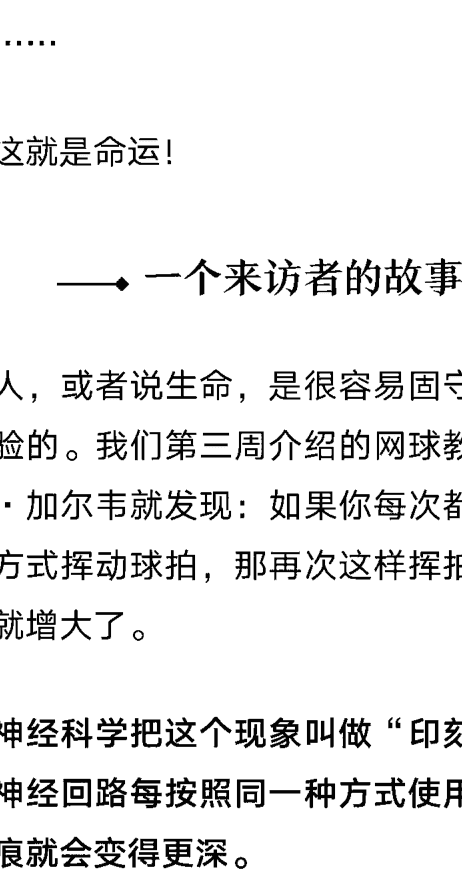 ……
这就是命运！
一个来访者的故事
人，或者说生命，是很容易固守
验的。我们第三周介绍的网球教
·加尔韦就发现：如果你每次都
方式挥动球拍，那再次这样挥拍
就增大了。
神经科学把这个现象叫做“印刻
神经回路每按照同一种方式使用
痕就会变得更深。